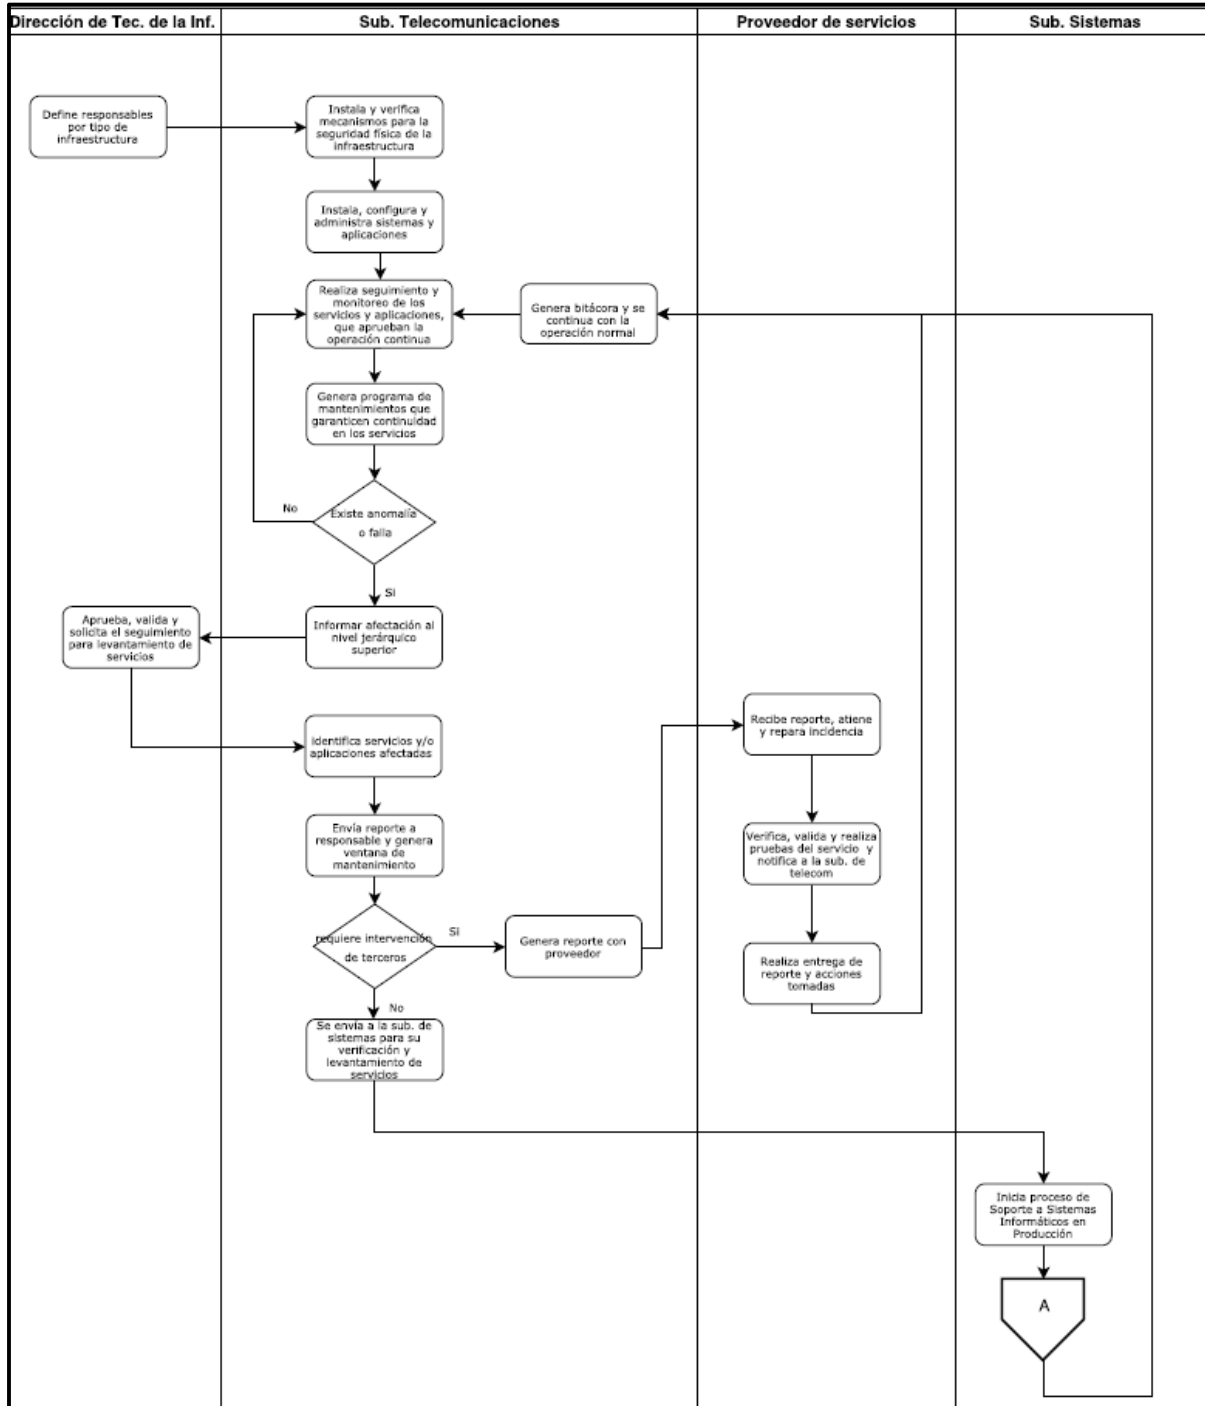 Dirección de Tec. de la Inf.
Sub. Telecomunicaciones
Proveedor de servicios
Sub. Sistemas
Define responsables
por tipo de
infraestructura
Instala y verifica
mecanismos para la
seguridad física de la
infraestructura
Instala, configura y
administra sistemas y
aplicaciones
Realiza seguimiento y
monitoreo de los
servicios y aplicaciones,
que aprueban la
operación continua
Genera bitácora y se
continua con la
operación normal
Genera programa de
mantenimientos que
garanticen continuidad
en los servicios
No
Existe anomalía
o falla
Si
Informar afectación al
nivel jerárquico
superior
Aprueba, valida y
solicita el seguimiento
para levantamiento de
servicios
Identifica servicios y/o
aplicaciones afectadas
Recibe reporte, atiene
y repara incidencia
Envía reporte a
responsable y genera
ventana de
mantenimiento
Verifica, valida y realiza
pruebas del servicio y
notifica a la sub. de
telecom
requiere intervención
de terceros
Si
Genera reporte con
proveedor
Realiza entrega de
reporte y acciones
tomadas
No
Se envía a la sub. de
sistemas para su
verificación y
levantamiento de
servicios
Inicia proceso de
Soporte a Sistemas
Informáticos en
Producción
A